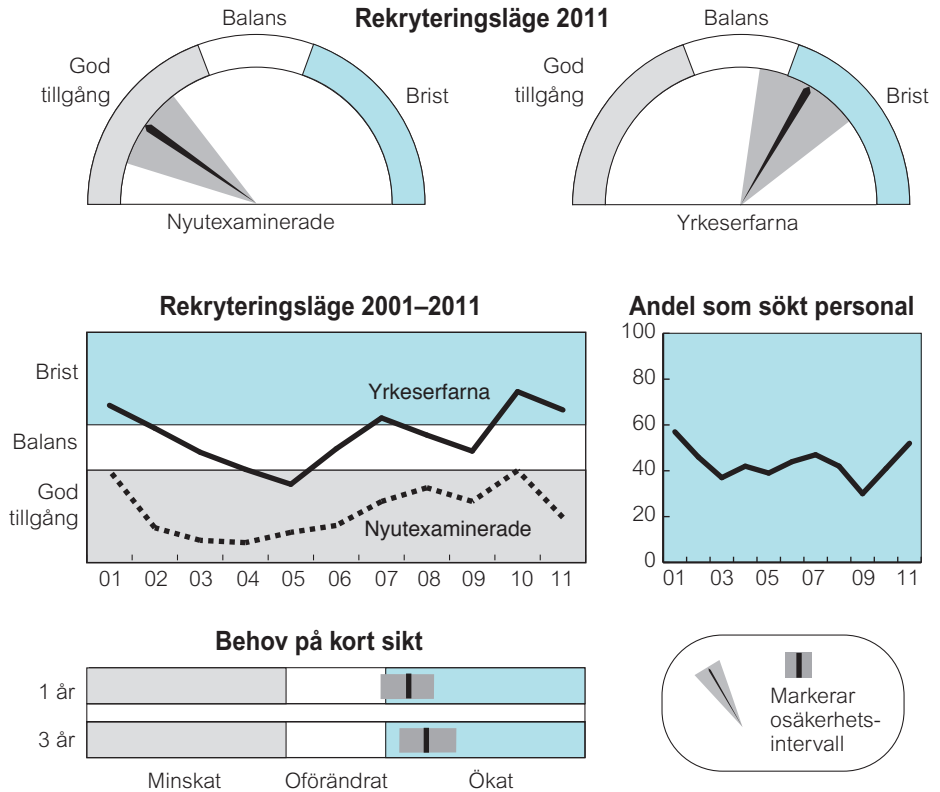 Rekryteringsläge 2011
Balans
God
tillgång
Brist
Nyutexaminerade
Balans
God
tillgång
Brist
Yrkeserfarna
Rekryteringsläge 2001–2011
Brist
Balans
God
tillgång
Yrkeserfarna
Nyutexaminerade
01 02 03 04 05 06 07 08 09 10 11
Andel som sökt personal
100
80
60
40
20
0
01 03 05 07 09 11
Behov på kort sikt
1 år
3 år
Minskat Oförändrat Ökat
Markerar
osäkerhets-
intervall